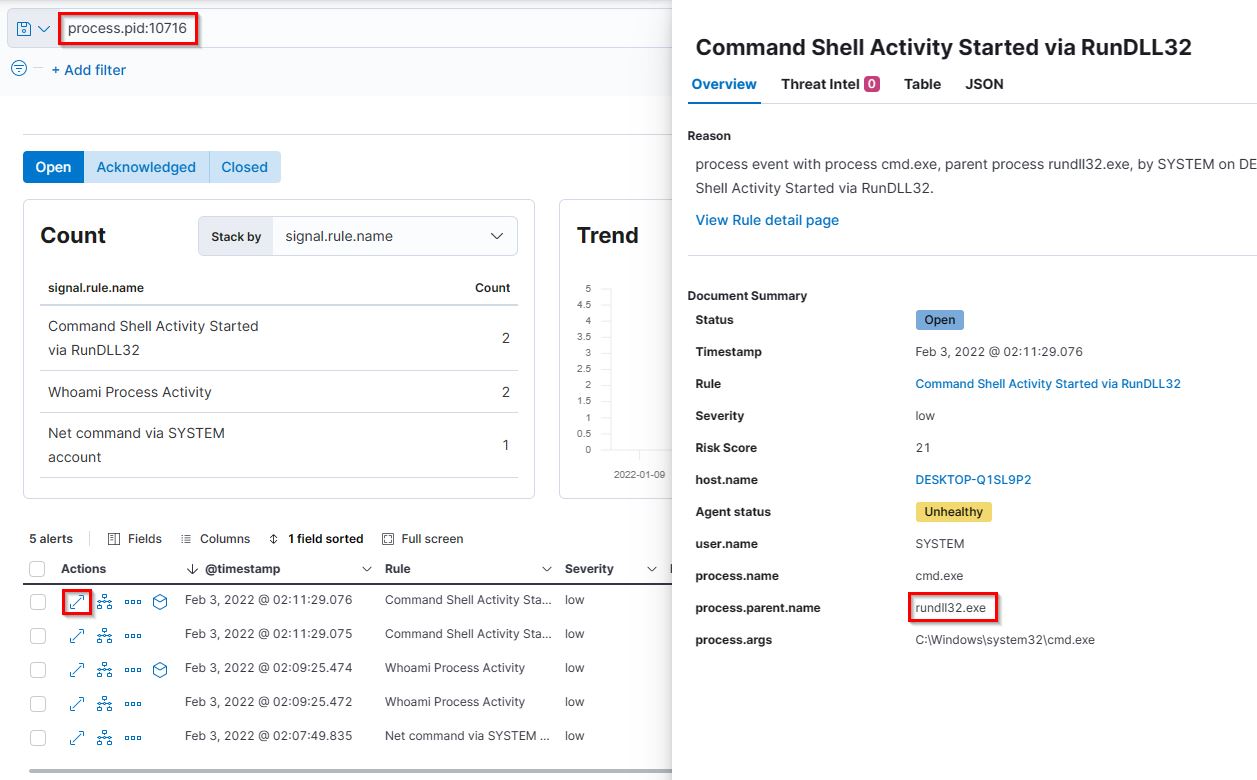 process.pid:10716
+ Add filter
Open Acknowledged Closed
Count
Stack by signal.rule.name
signal.rule.name Count
Command Shell Activity Started
via RunDLL32
2
Whoami Process Activity 2
Net command via SYSTEM
account
1
Trend
5
4.5
4
3.5
3
2.5
2
1.5
1
0.5
0
2022-01-09
5 alerts Fields Columns 1 field sorted Full screen
Actions @timestamp Rule Severity
Feb 3, 2022 @ 02:11:29.076 Command Shell Activity Sta... low
Feb 3, 2022 @ 02:11:29.075 Command Shell Activity Sta... low
Feb 3, 2022 @ 02:09:25.474 Whoami Process Activity low
Feb 3, 2022 @ 02:09:25.472 Whoami Process Activity low
Feb 3, 2022 @ 02:07:49.835 Net command via SYSTEM ... low
Command Shell Activity Started via RunDLL32
Overview Threat Intel 0 Table JSON
Reason
process event with process cmd.exe, parent process rundll32.exe, by SYSTEM on DE
Shell Activity Started via RunDLL32.
View Rule detail page
Document Summary
Status Open
Timestamp Feb 3, 2022 @ 02:11:29.076
Rule Command Shell Activity Started via RunDLL32
Severity low
Risk Score 21
host.name DESKTOP-Q1SL9P2
Agent status Unhealthy
user.name SYSTEM
process.name cmd.exe
process.parent.name rundll32.exe
process.args C:\Windows\system32\cmd.exe